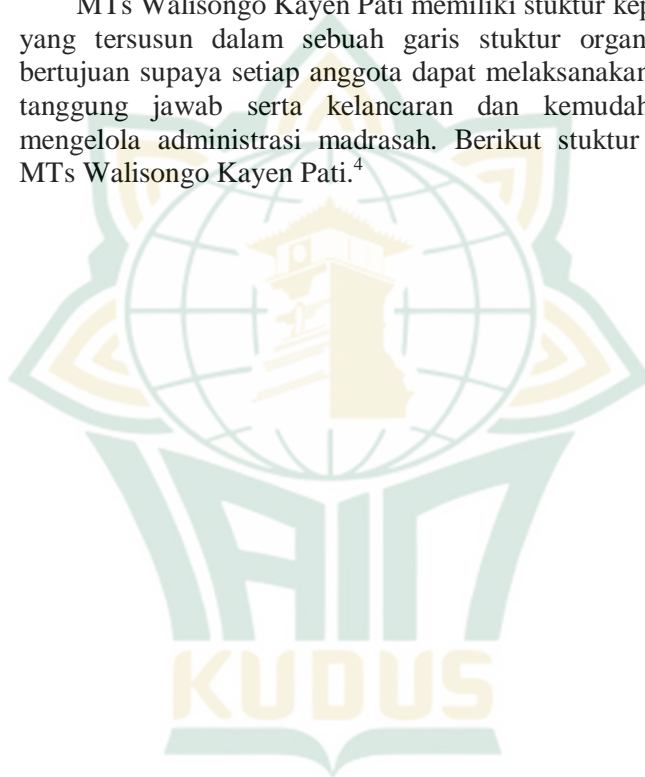 MTs Walisongo Kayen Pati memiliki stuktur kep
yang tersusun dalam sebuah garis stuktur organ
bertujuan supaya setiap anggota dapat melaksanakan
tanggung jawab serta kelancaran dan kemudah
mengelola administrasi madrasah. Berikut stuktur
MTs Walisongo Kayen Pati.⁴
IAIN
KUDUS